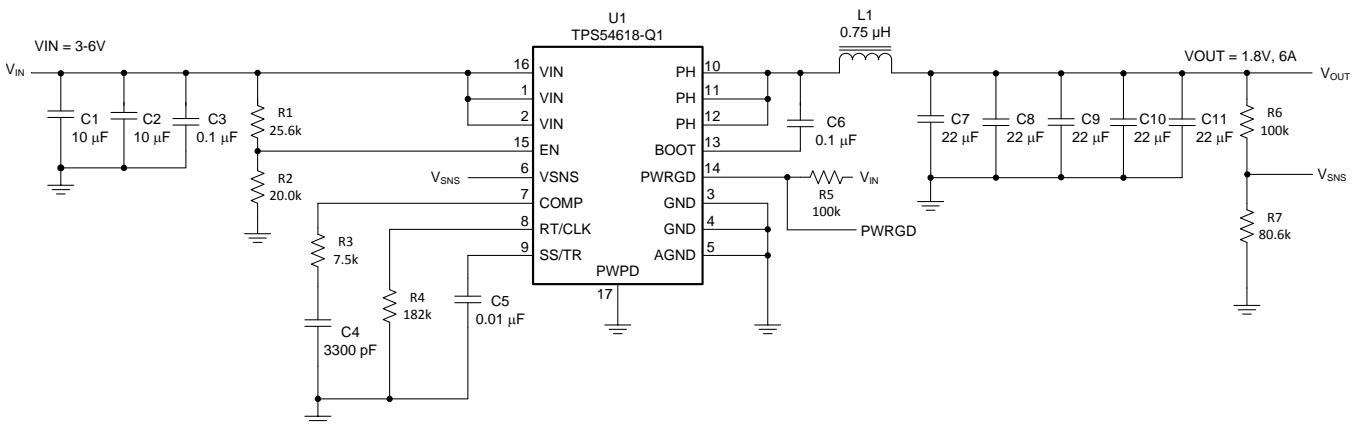 U1
TPS54618-Q1
L1
0.75 μH
VIN = 3-6V
VOUT = 1.8V, 6A
VIN
VOUT
C1
10 μF
C2
10 μF
C3
0.1 μF
R1
25.6k
R2
20.0k
16 VIN
1 VIN
2 VIN
15 EN
VSNS 6 VSNS
7 COMP
8 RT/CLK
9 SS/TR
PH 10
PH 11
PH 12
BOOT 13
PWRGD 14
GND 3
GND 4
AGND 5
PWPD
17
C6
0.1 μF
R5
100k
VIN
PWRGD
C7
22 μF
C8
22 μF
C9
22 μF
C10
22 μF
C11
22 μF
R6
100k
VSNS
R7
80.6k
R3
7.5k
C4
3300 pF
R4
182k
C5
0.01 μF